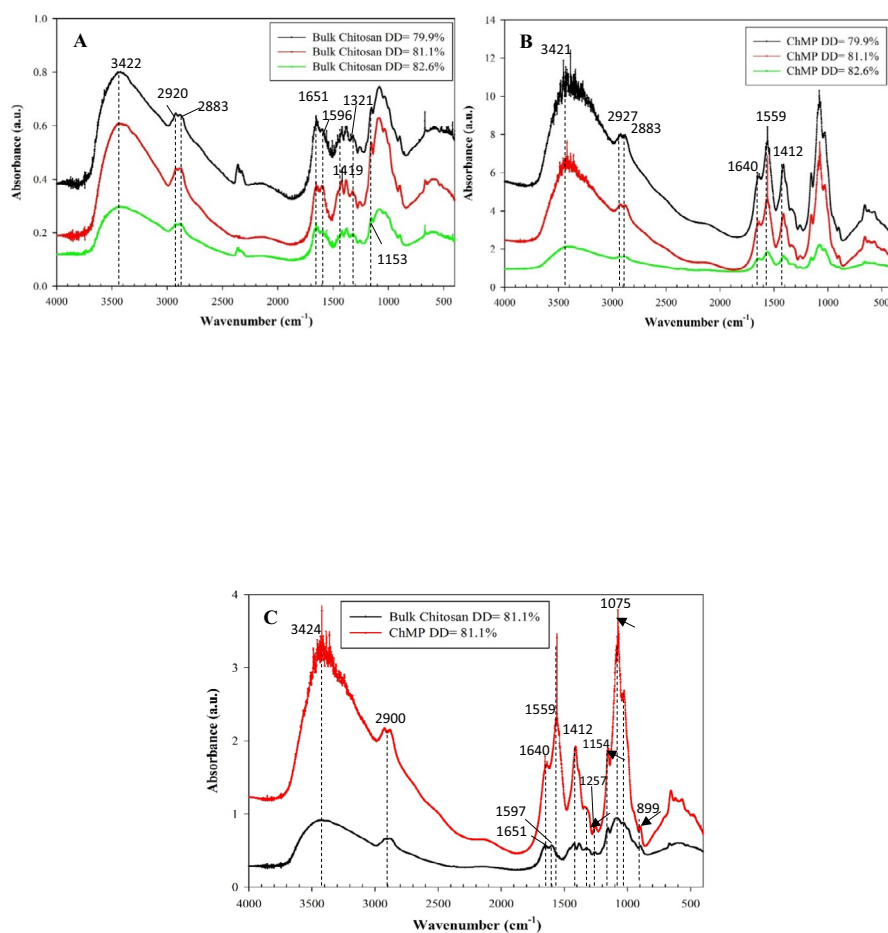 A
Bulk Chitosan DD= 79.9%
Bulk Chitosan DD= 81.1%
Bulk Chitosan DD= 82.6%
3422
2920
2883
1651
1596
1321
1419
1153
Absorbance (a.u.)
1.0
0.8
0.6
0.4
0.2
0.0
4000 3500 3000 2500 2000 1500 1000 500
Wavenumber (cm⁻¹)
B
ChMP DD= 79.9%
ChMP DD= 81.1%
ChMP DD= 82.6%
3421
2927
2883
1559
1640
1412
Absorbance (a.u.)
14
12
10
8
6
4
2
0
4000 3500 3000 2500 2000 1500 1000 500
Wavenumber (cm⁻¹)
C
Bulk Chitosan DD= 81.1%
ChMP DD= 81.1%
3424
2900
1075
1559
1412
1640
1154
1257
1597
1651
899
Absorbance (a.u.)
4
3
2
1
0
4000 3500 3000 2500 2000 1500 1000 500
Wavenumber (cm⁻¹)